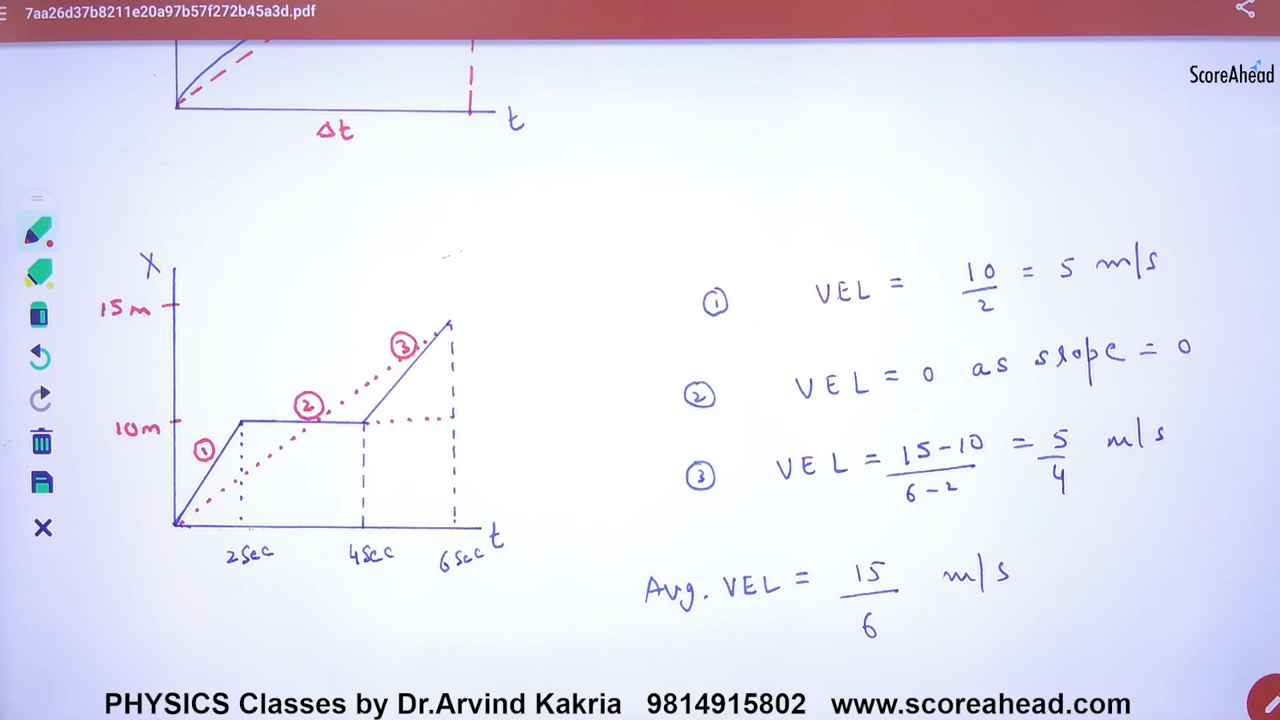 7aa26d37b8211e20a97b57f272b45a3d.pdf
ScoreAhead
Δt
t
X
15m
10m
①
②
③
2sec
4sec
6sec
t
① VEL = 10/2 = 5 m/s
② VEL = 0 as slope = 0
③ VEL = 15-10/6-2 = 5/4 m/s
Avg. VEL = 15/6 m/s
PHYSICS Classes by Dr.Arvind Kakria 9814915802 www.scoreahead.com